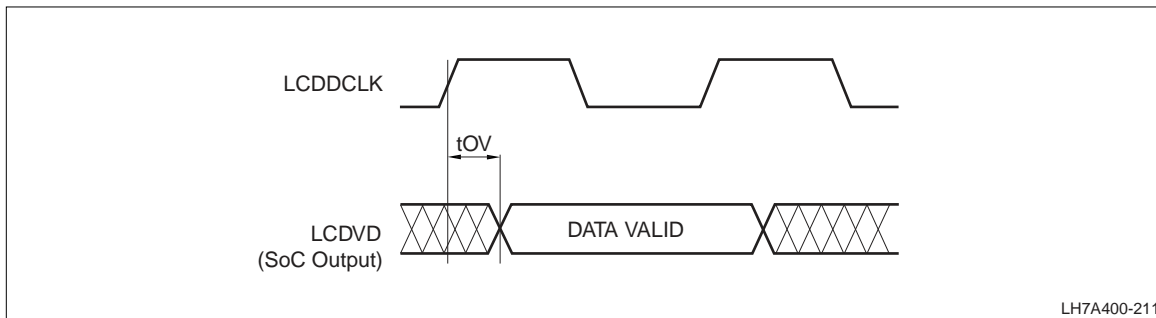 LCDDCLK
tOV
LCDVD
(SoC Output)
DATA VALID
LH7A400-211